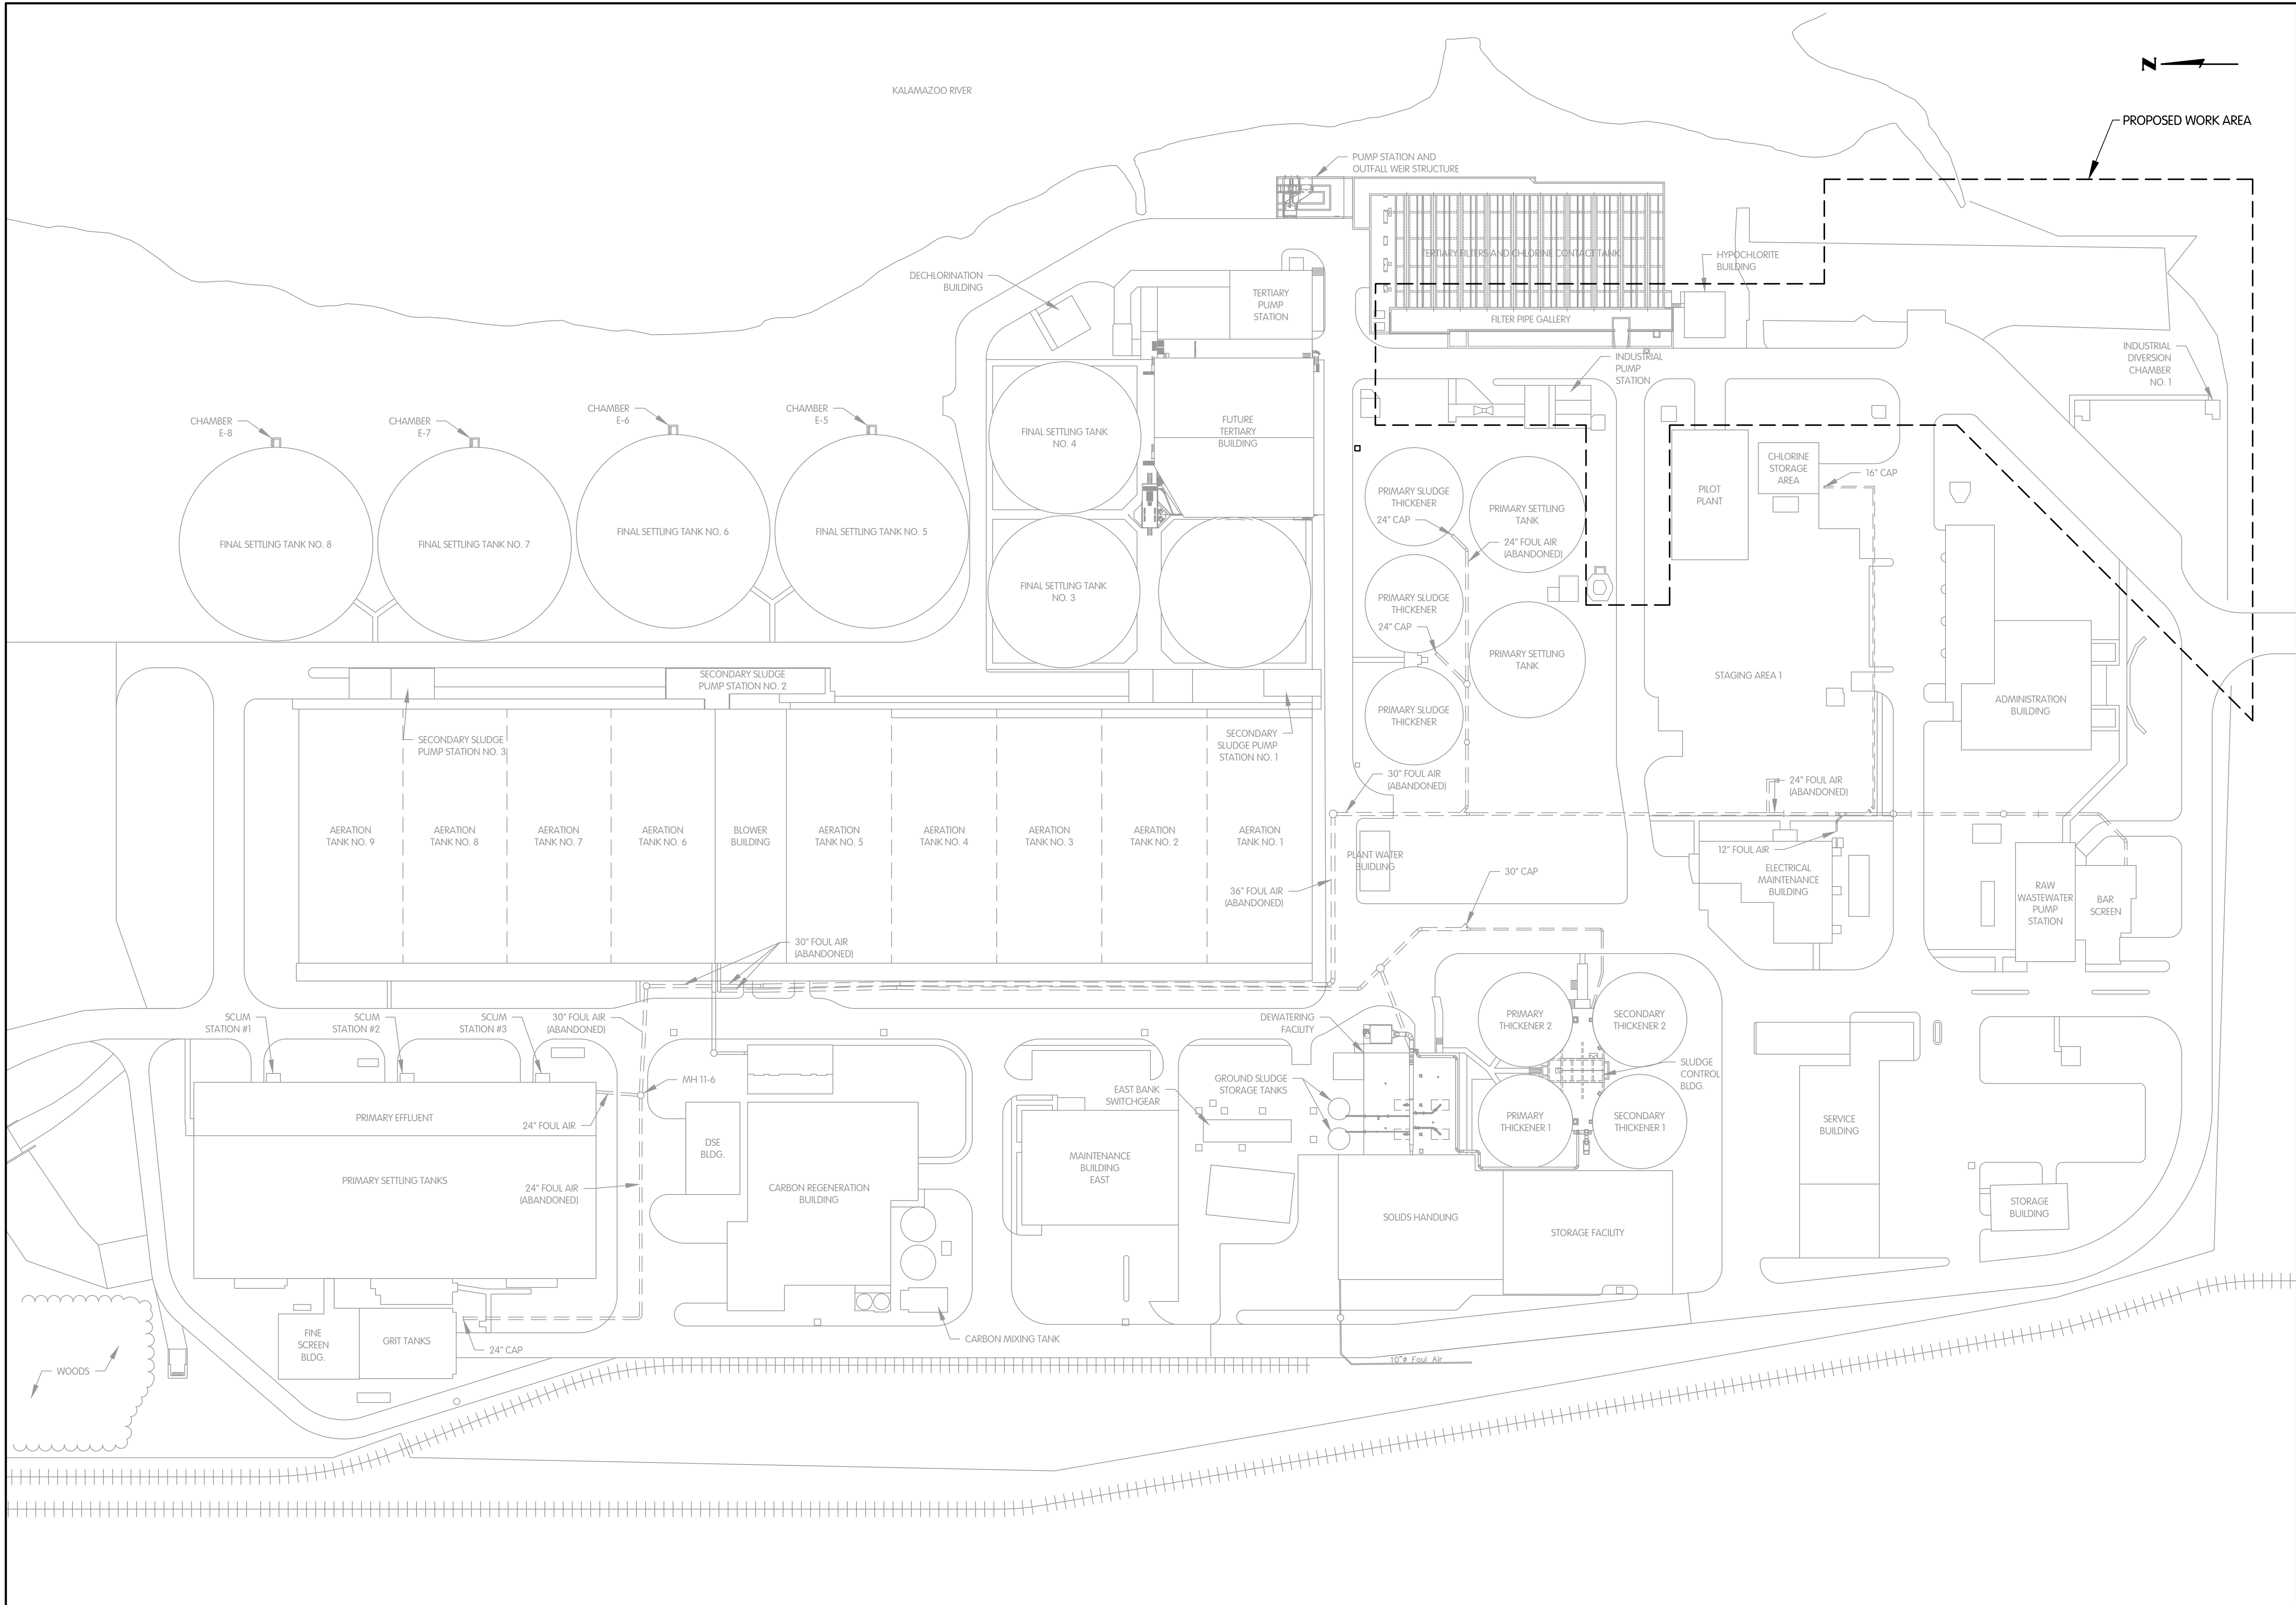 KALAMAZOO RIVER
N
PROPOSED WORK AREA
PUMP STATION AND
OUTFALL WEIR STRUCTURE
TERTIARY FILTERS AND CHLORINE CONTACT TANK
HYPOCHLORITE
BUILDING
DECHLORINATION
BUILDING
TERTIARY
PUMP
STATION
FILTER PIPE GALLERY
INDUSTRIAL
PUMP
STATION
INDUSTRIAL
DIVERSION
CHAMBER
NO. 1
CHAMBER
E-8
CHAMBER
E-7
CHAMBER
E-6
CHAMBER
E-5
FINAL SETTLING TANK
NO. 4
FUTURE
TERTIARY
BUILDING
CHLORINE
STORAGE
AREA
16" CAP
PILOT
PLANT
PRIMARY SLUDGE
THICKENER
24" CAP
PRIMARY SETTLING
TANK
24" FOUL AIR
(ABANDONED)
FINAL SETTLING TANK NO. 8
FINAL SETTLING TANK NO. 7
FINAL SETTLING TANK NO. 6
FINAL SETTLING TANK NO. 5
FINAL SETTLING TANK
NO. 3
PRIMARY SLUDGE
THICKENER
24" CAP
PRIMARY SETTLING
TANK
SECONDARY SLUDGE
PUMP STATION NO. 2
STAGING AREA 1
ADMINISTRATION
BUILDING
PRIMARY SLUDGE
THICKENER
SECONDARY SLUDGE
PUMP STATION NO. 3
SECONDARY
SLUDGE PUMP
STATION NO. 1
30" FOUL AIR
(ABANDONED)
24" FOUL AIR
(ABANDONED)
AERATION
TANK NO. 9
AERATION
TANK NO. 8
AERATION
TANK NO. 7
AERATION
TANK NO. 6
BLOWER
BUILDING
AERATION
TANK NO. 5
AERATION
TANK NO. 4
AERATION
TANK NO. 3
AERATION
TANK NO. 2
AERATION
TANK NO. 1
PLANT WATER
BUIDLING
12" FOUL AIR
ELECTRICAL
MAINTENANCE
BUILDING
30" CAP
36" FOUL AIR
(ABANDONED)
RAW
WASTEWATER
PUMP
STATION
BAR
SCREEN
30" FOUL AIR
(ABANDONED)
SCUM
STATION #1
SCUM
STATION #2
SCUM
STATION #3
30" FOUL AIR
(ABANDONED)
DEWATERING
FACILITY
PRIMARY
THICKENER 2
SECONDARY
THICKENER 2
SLUDGE
CONTROL
BLDG.
MH 11-6
EAST BANK
SWITCHGEAR
GROUND SLUDGE
STORAGE TANKS
PRIMARY EFFLUENT
24" FOUL AIR
PRIMARY
THICKENER 1
SECONDARY
THICKENER 1
SERVICE
BUILDING
DSE
BLDG.
MAINTENANCE
BUILDING
EAST
PRIMARY SETTLING TANKS
24" FOUL AIR
(ABANDONED)
CARBON REGENERATION
BUILDING
STORAGE
BUILDING
SOLIDS HANDLING
STORAGE FACILITY
FINE
SCREEN
BLDG.
GRIT TANKS
24" CAP
CARBON MIXING TANK
10"ø Foul Air
WOODS